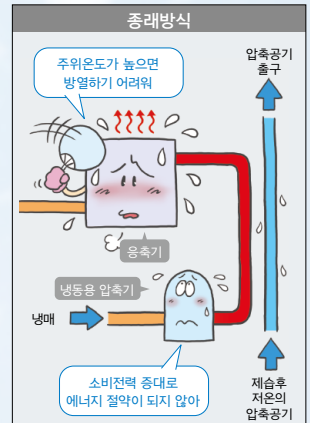 종래방식
주위온도가 높으면
방열하기 어려워
압축공기
출구
응축기
냉동용 압축기
냉매
소비전력 증대로
에너지 절약이 되지 않아
제습후
저온의
압축공기